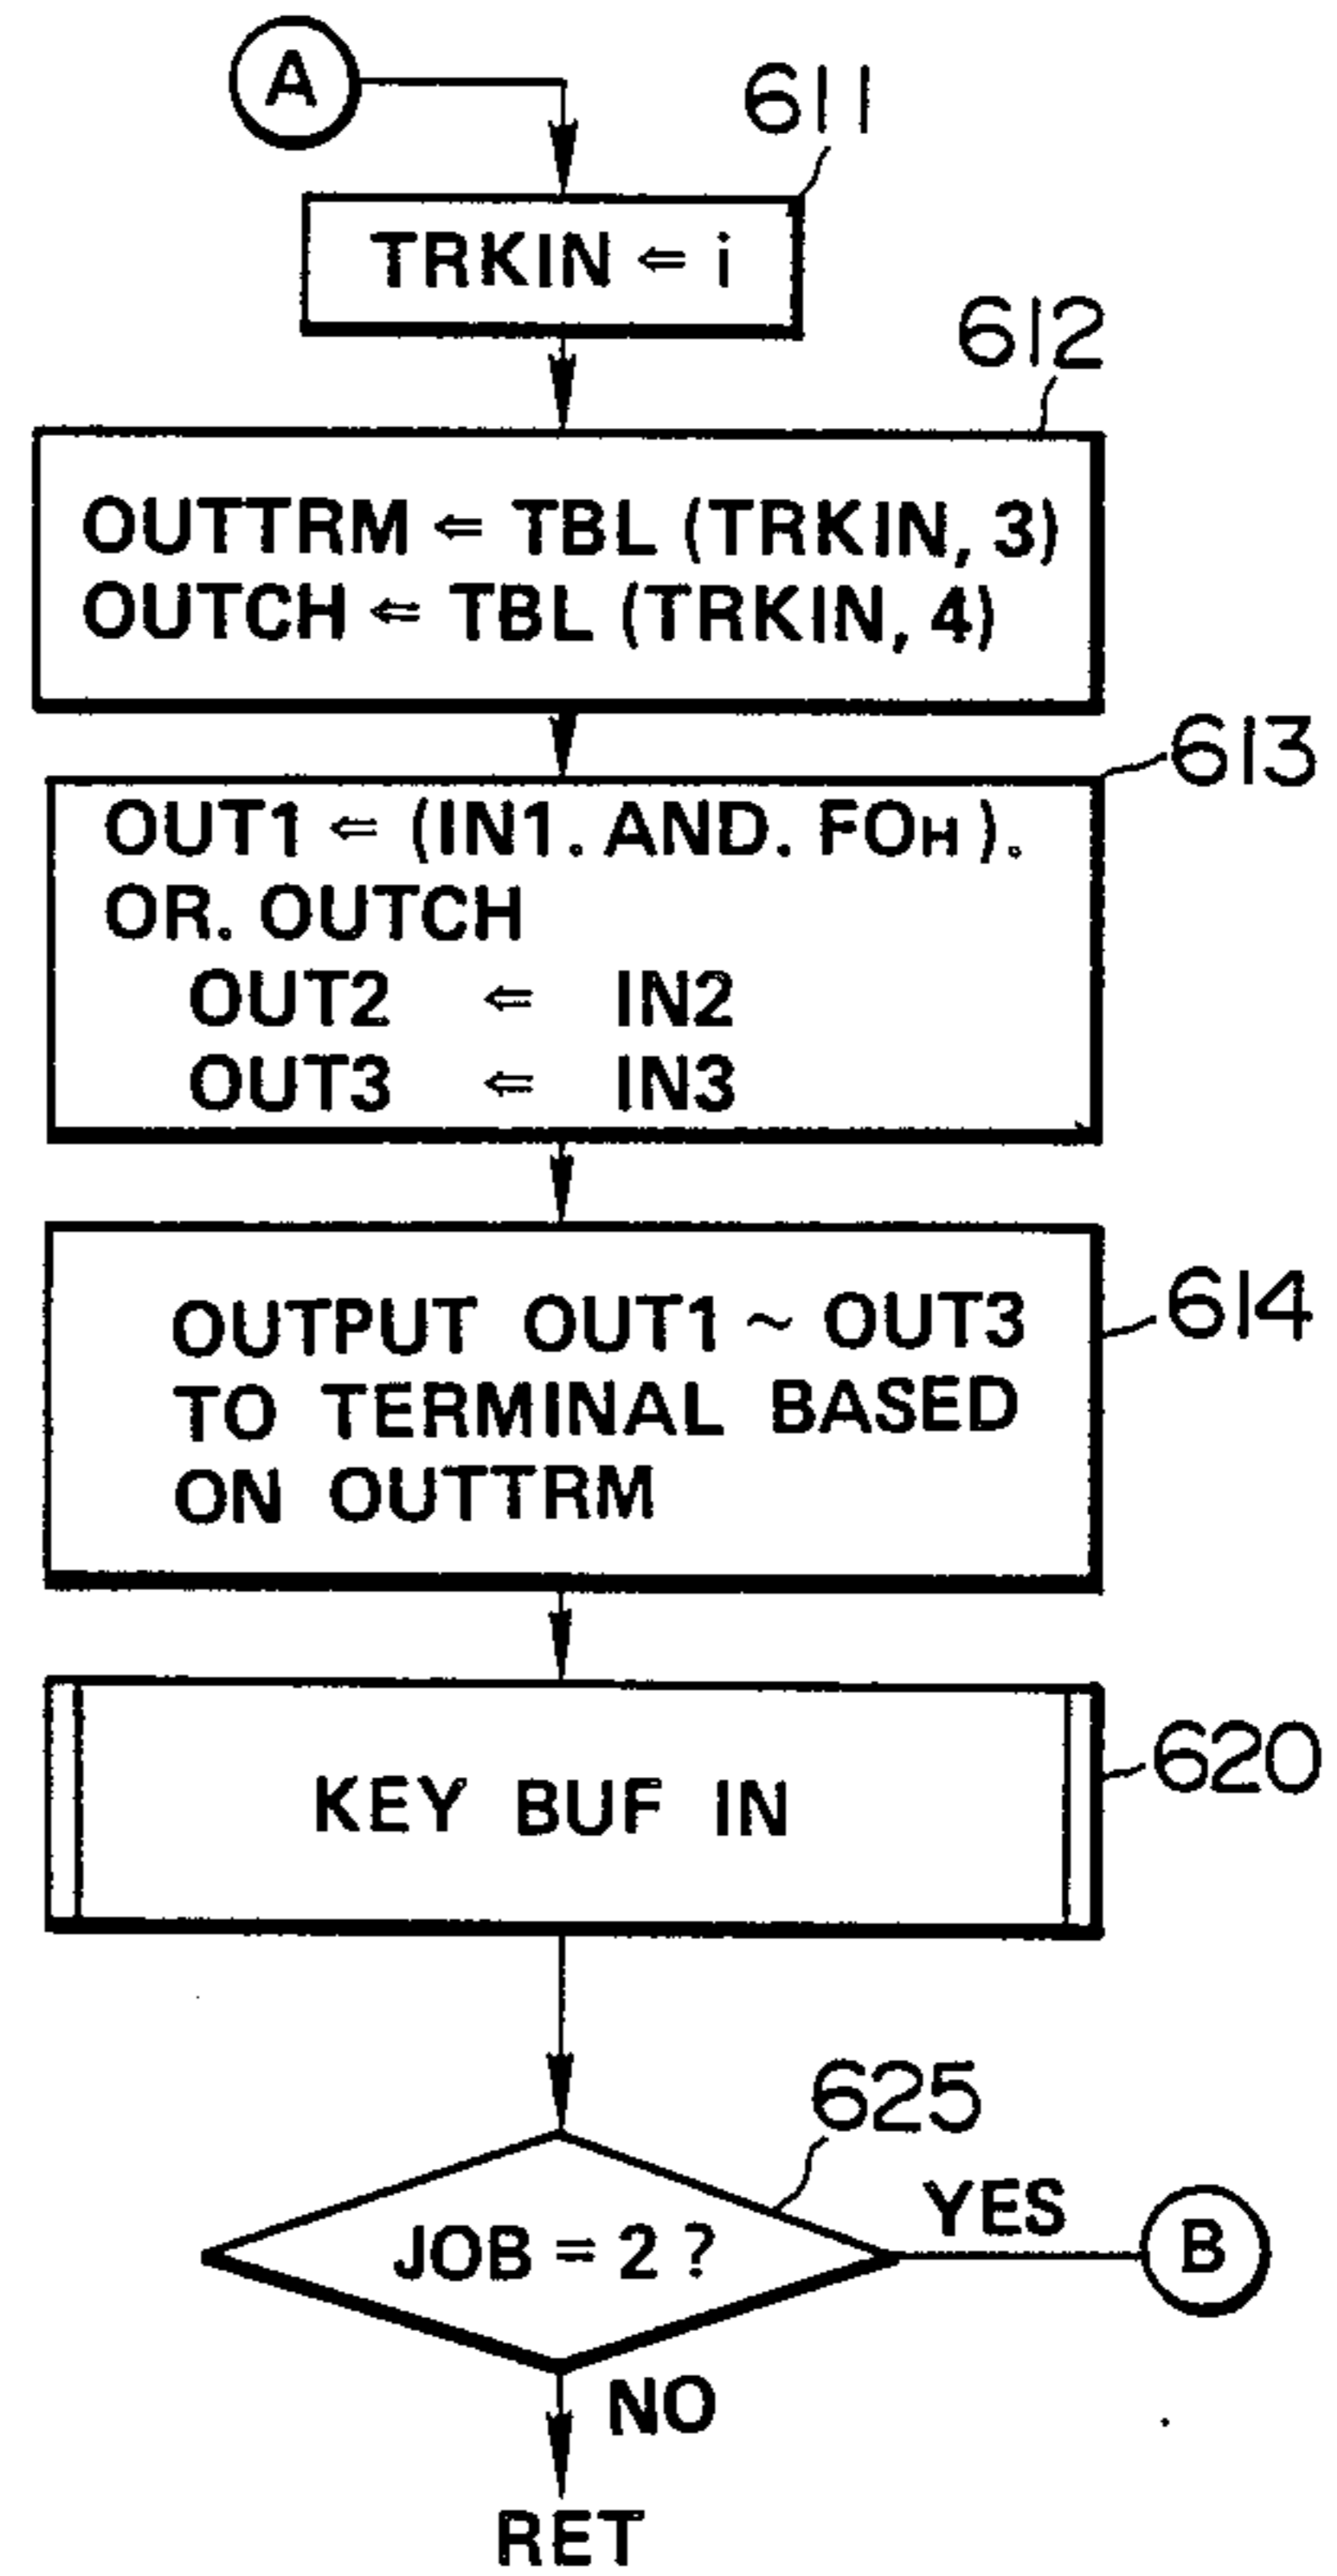 A
611
TRKIN ⇐ i
612
OUTTRM ⇐ TBL (TRKIN, 3)
OUTCH ⇐ TBL (TRKIN, 4)
613
OUT1 ⇐ (IN1. AND. FOH).
OR. OUTCH
OUT2 ⇐ IN2
OUT3 ⇐ IN3
614
OUTPUT OUT1 ~ OUT3
TO TERMINAL BASED
ON OUTTRM
620
KEY BUF IN
625
JOB = 2 ?
YES
B
NO
RET